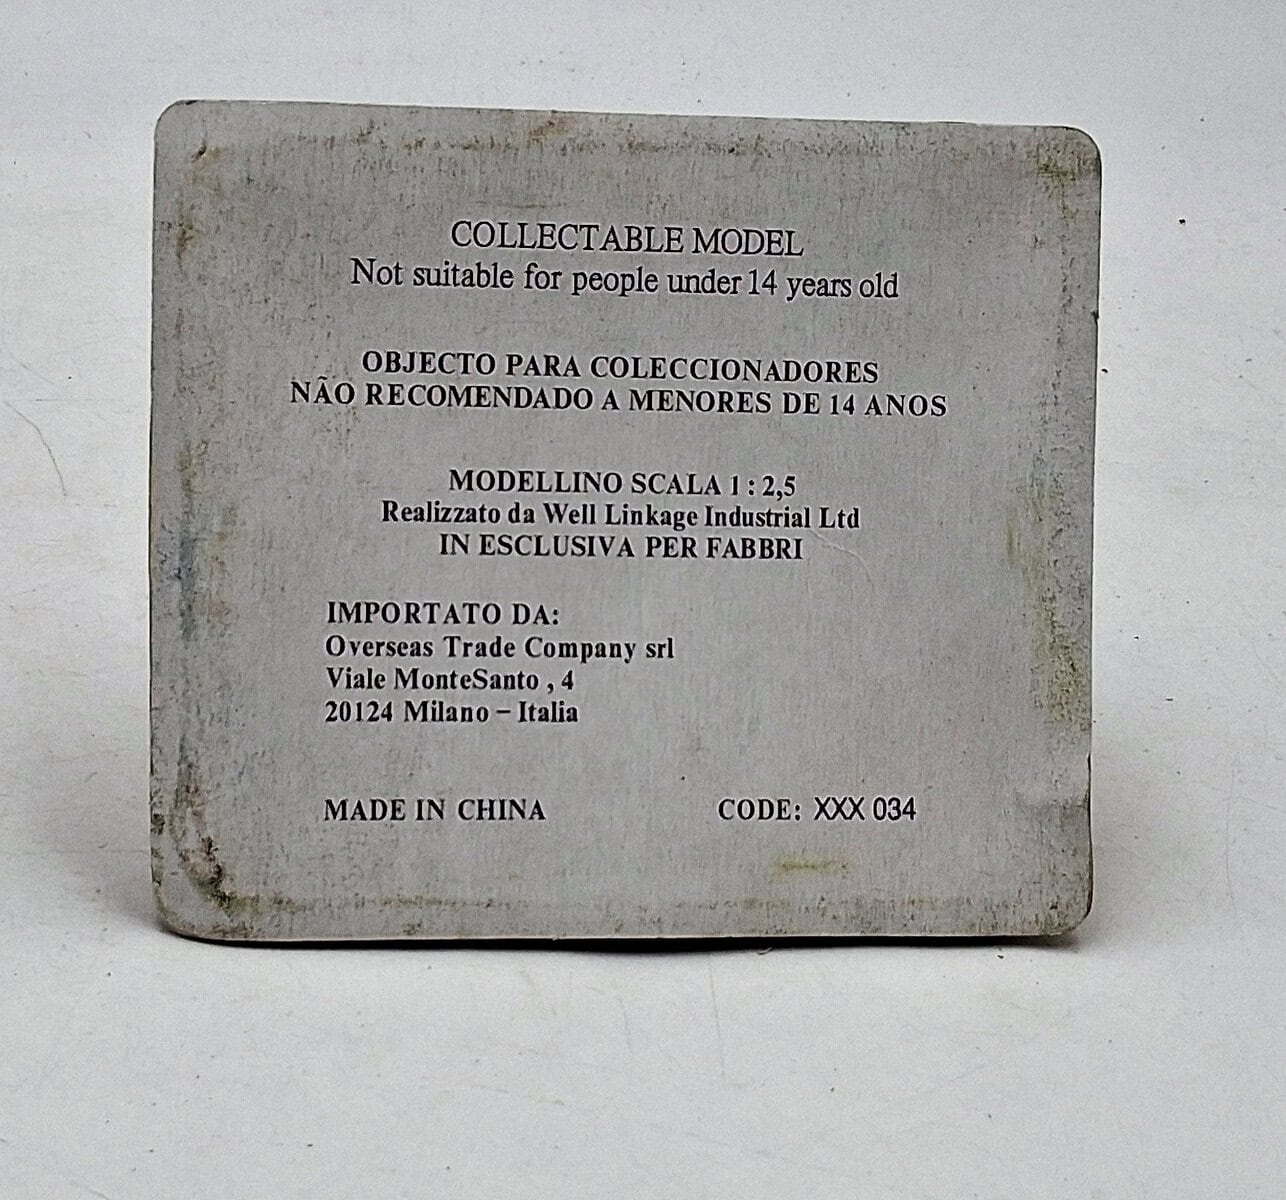 COLLECTABLE MODEL
Not suitable for people under 14 years old
OBJECTO PARA COLECCIONADORES
NÃO RECOMENDADO A MENORES DE 14 ANOS
MODELLINO SCALA 1 : 2,5
Realizzato da Well Linkage Industrial Ltd
IN ESCLUSIVA PER FABBRI
IMPORTATO DA:
Overseas Trade Company srl
Viale MonteSanto , 4
20124 Milano – Italia
MADE IN CHINA CODE: XXX 034